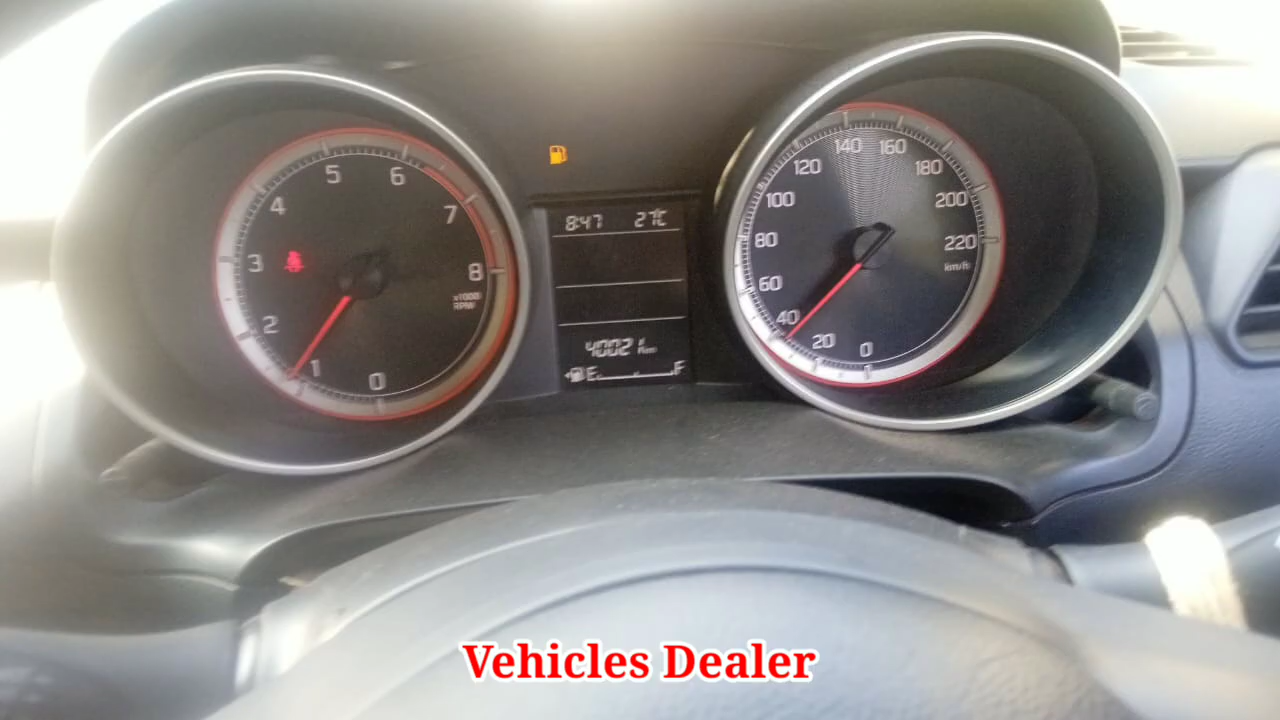 5 6
4 7
3 8
2 1 0
x1000
RPM
8:47 27°C
40021 Km
E F
140 160
120 180
100 200
80 220
60 km/h
40 20 0
Vehicles Dealer